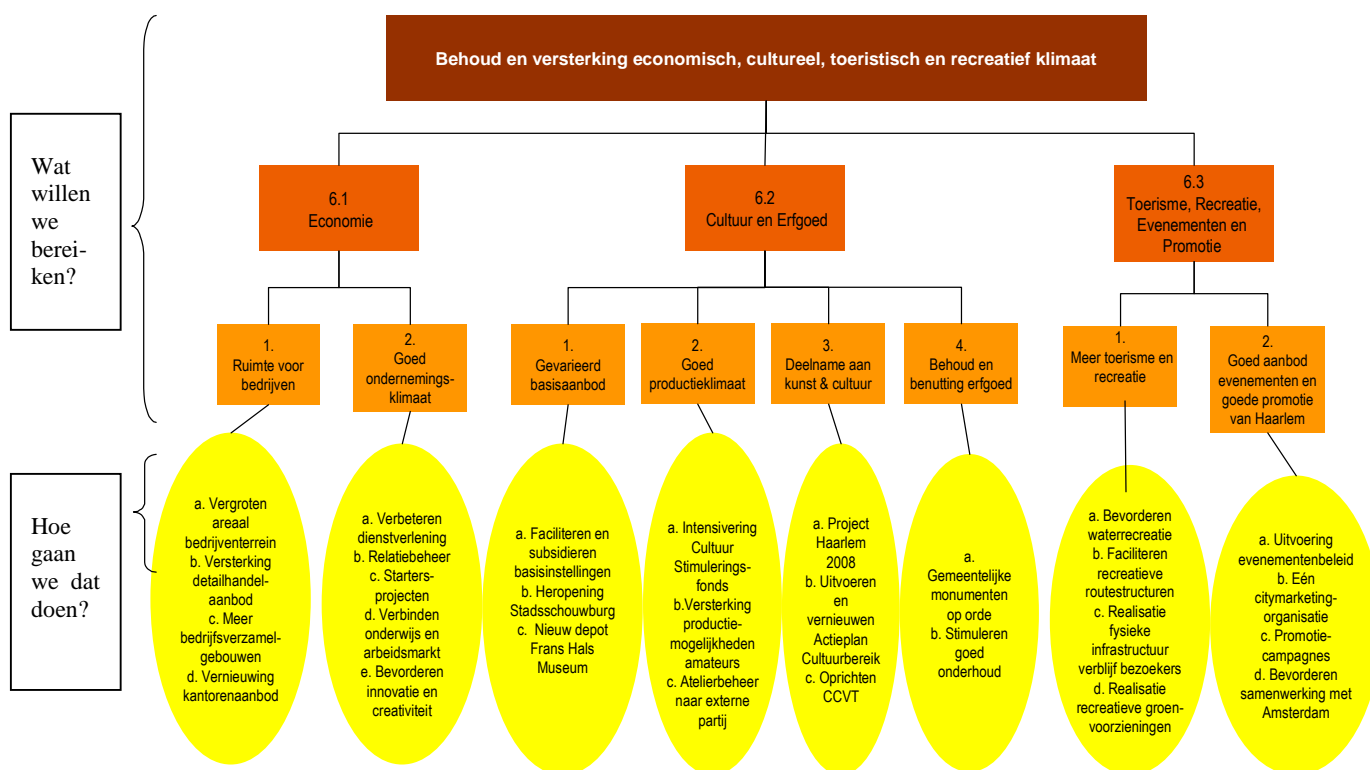 Behoud en versterking economisch, cultureel, toeristisch en recreatief klimaat
Wat
willen
we
berei-
ken?
6.1
Economie
6.2
Cultuur en Erfgoed
6.3
Toerisme, Recreatie,
Evenementen en
Promotie
1.
Ruimte voor
bedrijven
2.
Goed
ondernemings-
klimaat
1.
Gevarieerd
basisaanbod
2.
Goed
productieklimaat
3.
Deelname aan
kunst & cultuur
4.
Behoud en
benutting erfgoed
1.
Meer toerisme en
recreatie
2.
Goed aanbod
evenementen en
goede promotie
van Haarlem
Hoe
gaan
we dat
doen?
a. Vergroten
areaal
bedrijventerrein
b. Versterking
detailhandel-
aanbod
c. Meer
bedrijfsverzamel-
gebouwen
d. Vernieuwing
kantorenaanbod
a. Verbeteren
dienstverlening
b. Relatiebeheer
c. Starters-
projecten
d. Verbinden
onderwijs en
arbeidsmarkt
e. Bevorderen
innovatie en
creativiteit
a. Faciliteren en
subsidieren
basisinstellingen
b. Heropening
Stadsschouwburg
c. Nieuw depot
Frans Hals
Museum
a. Intensivering
Cultuur
Stimulerings-
fonds
b.Versterking
productie-
mogelijkheden
amateurs
c. Atelierbeheer
naar externe
partij
a. Project
Haarlem
2008
b. Uitvoeren
en
vernieuwen
Actieplan
Cultuurbereik
c. Oprichten
CCVT
a.
Gemeentelijke
monumenten
op orde
b. Stimuleren
goed
onderhoud
a. Bevorderen
waterrecreatie
b. Faciliteren
recreatieve
routestructuren
c. Realisatie
fysieke
infrastructuur
verblijf bezoekers
d. Realisatie
recreatieve groen-
voorzieningen
a. Uitvoering
evenementenbeleid
b. Eén
citymarketing-
organisatie
c. Promotie-
campagnes
d. Bevorderen
samenwerking met
Amsterdam